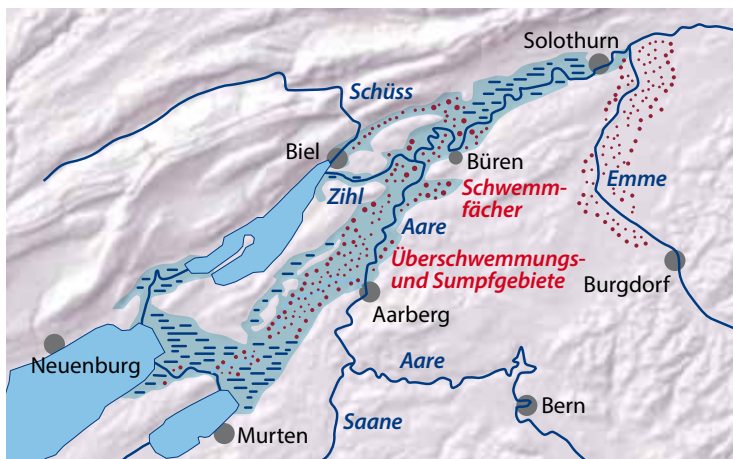 Solothurn
Schüss
Biel
Büren
Zihl
Schwemm-
fächer
Emme
Aare
Überschwemmungs-
und Sumpfgebiete
Burgdorf
Aarberg
Neuenburg
Aare
Bern
Saane
Murten